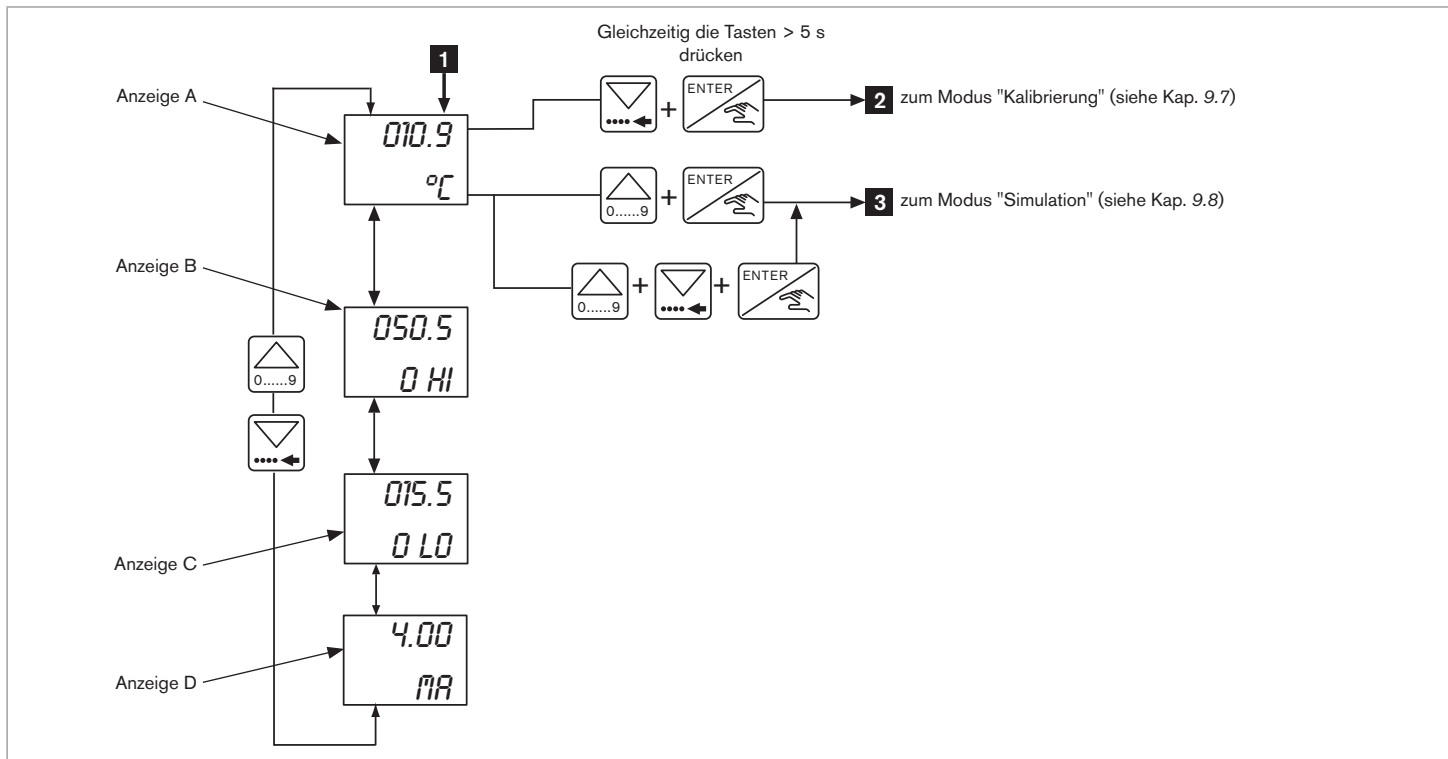 Gleichzeitig die Tasten > 5 s
drücken
1
Anzeige A
010.9
°C
ENTER
+
2 zum Modus "Kalibrierung" (siehe Kap. 9.7)
0......9
+
ENTER
3 zum Modus "Simulation" (siehe Kap. 9.8)
Anzeige B
0......9
+
+
ENTER
050.5
0 HI
0......9
015.5
0 LO
Anzeige C
4.00
MA
Anzeige D